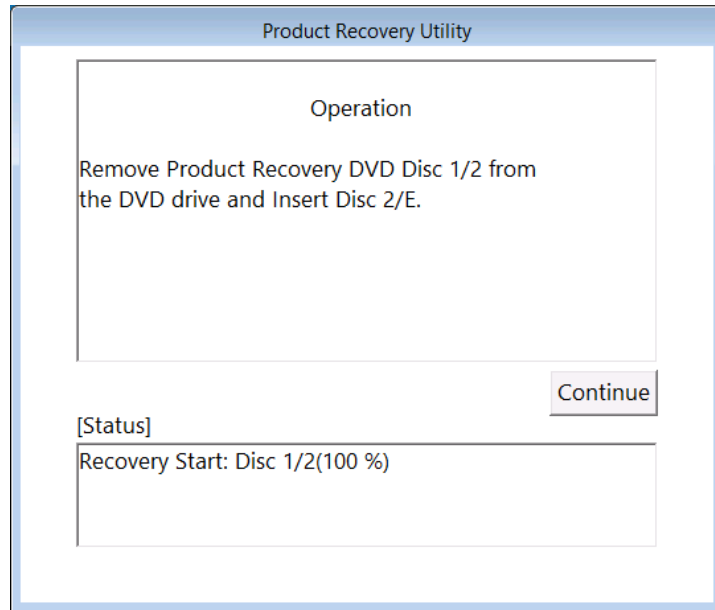 Product Recovery Utility
Operation
Remove Product Recovery DVD Disc 1/2 from
the DVD drive and Insert Disc 2/E.
Continue
[Status]
Recovery Start: Disc 1/2(100 %)